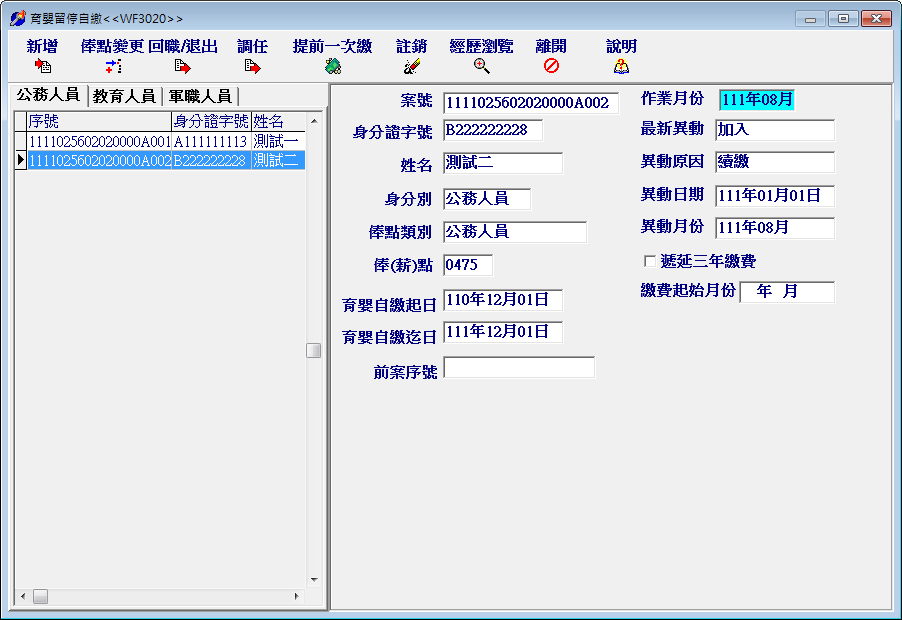 育嬰留停自繳<<WF3020>>
新增 俸點變更 回職/退出 調任 提前一次繳 註銷 經歷瀏覽 離開 說明
公務人員 教育人員 軍職人員
序號 身分證字號 姓名
1111025602020000A001 A111111113 測試一
1111025602020000A002 B222222228 測試二
案號 1111025602020000A002
身分證字號 B222222228
姓名 測試二
身分別 公務人員
俸點類別 公務人員
俸(薪)點 0475
育嬰自繳起日 110年12月01日
育嬰自繳迄日 111年12月01日
前案序號
作業月份 111年08月
最新異動 加入
異動原因 續繳
異動日期 111年01月01日
異動月份 111年08月
遞延三年繳費
繳費起始月份 年 月